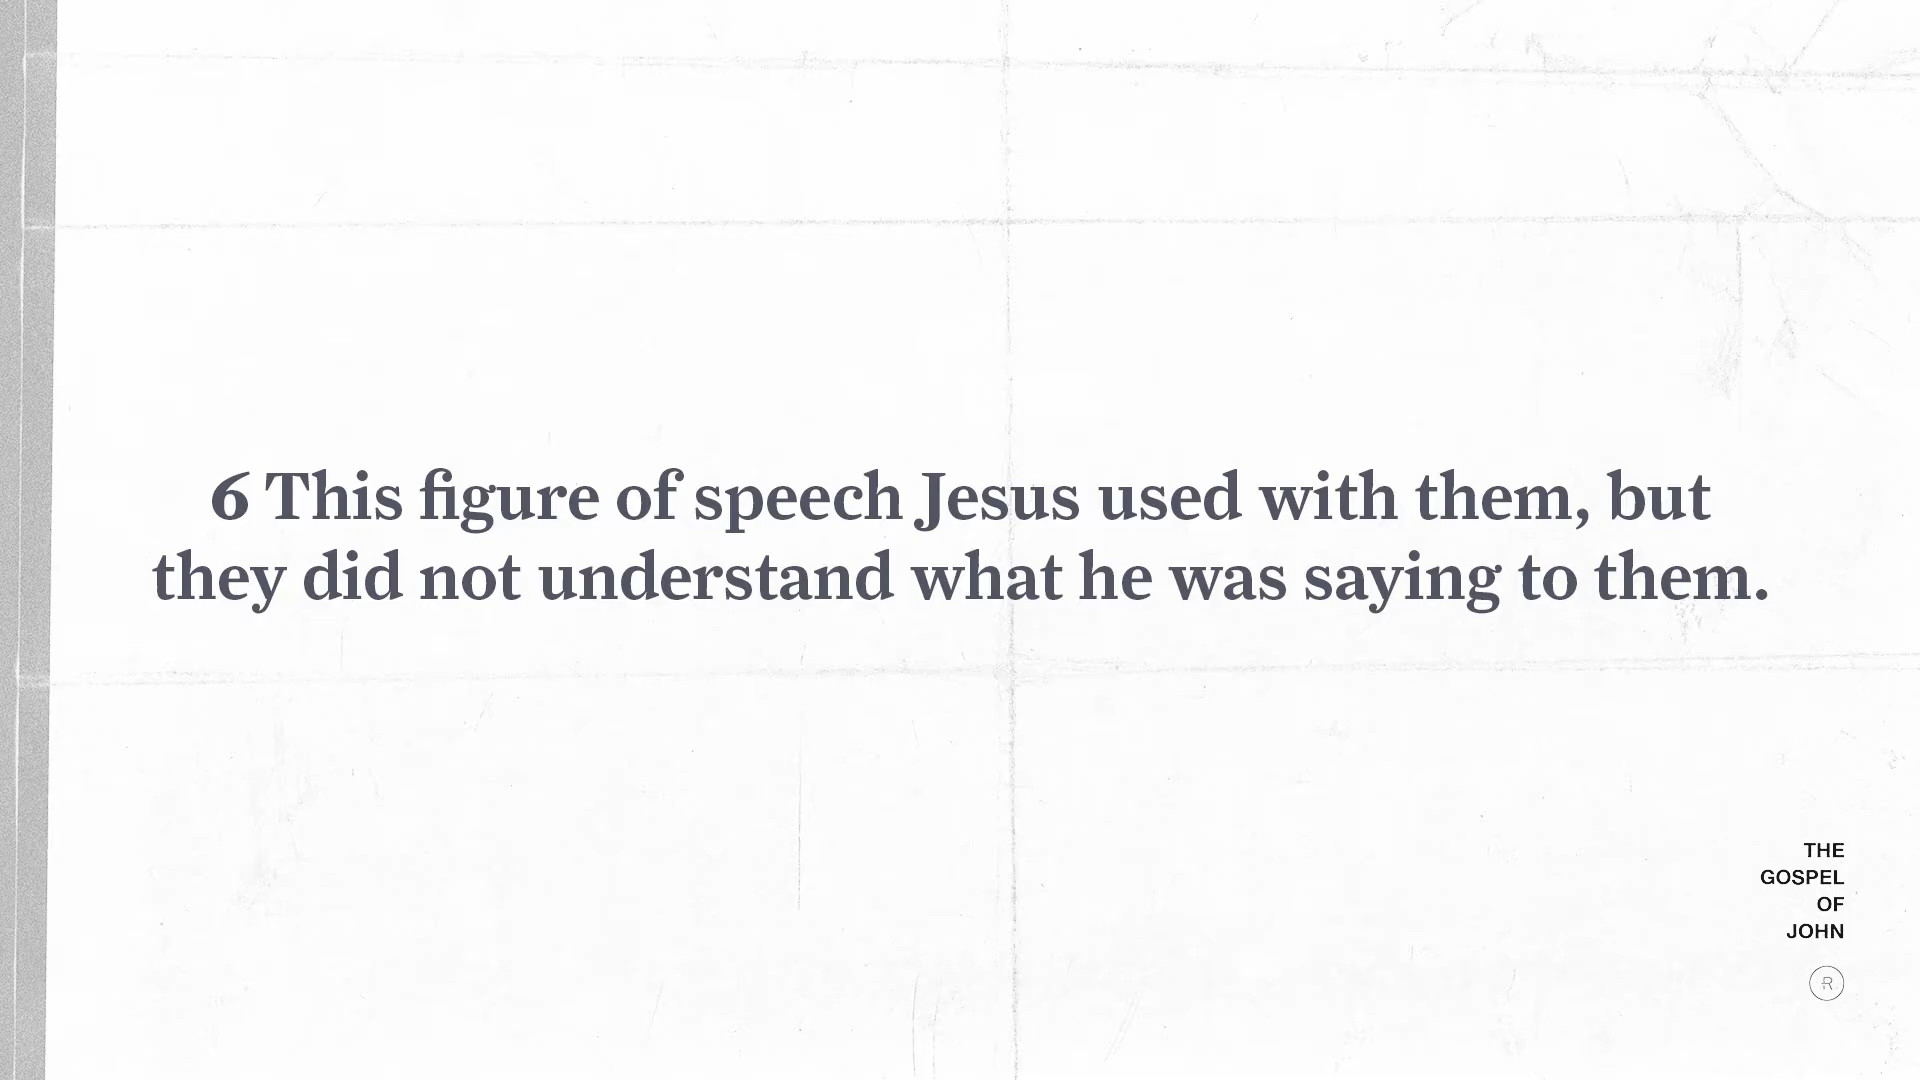 6 This figure of speech Jesus used with them, but
they did not understand what he was saying to them.
THE
GOSPEL
OF
JOHN
R